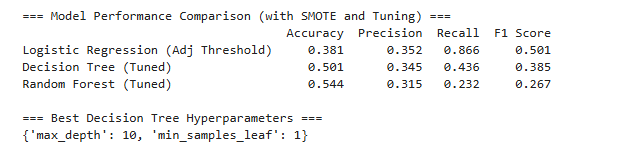 === Model Performance Comparison (with SMOTE and Tuning) ===
Accuracy Precision Recall F1 Score
Logistic Regression (Adj Threshold) 0.381 0.352 0.866 0.501
Decision Tree (Tuned) 0.501 0.345 0.436 0.385
Random Forest (Tuned) 0.544 0.315 0.232 0.267
=== Best Decision Tree Hyperparameters ===
{'max_depth': 10, 'min_samples_leaf': 1}